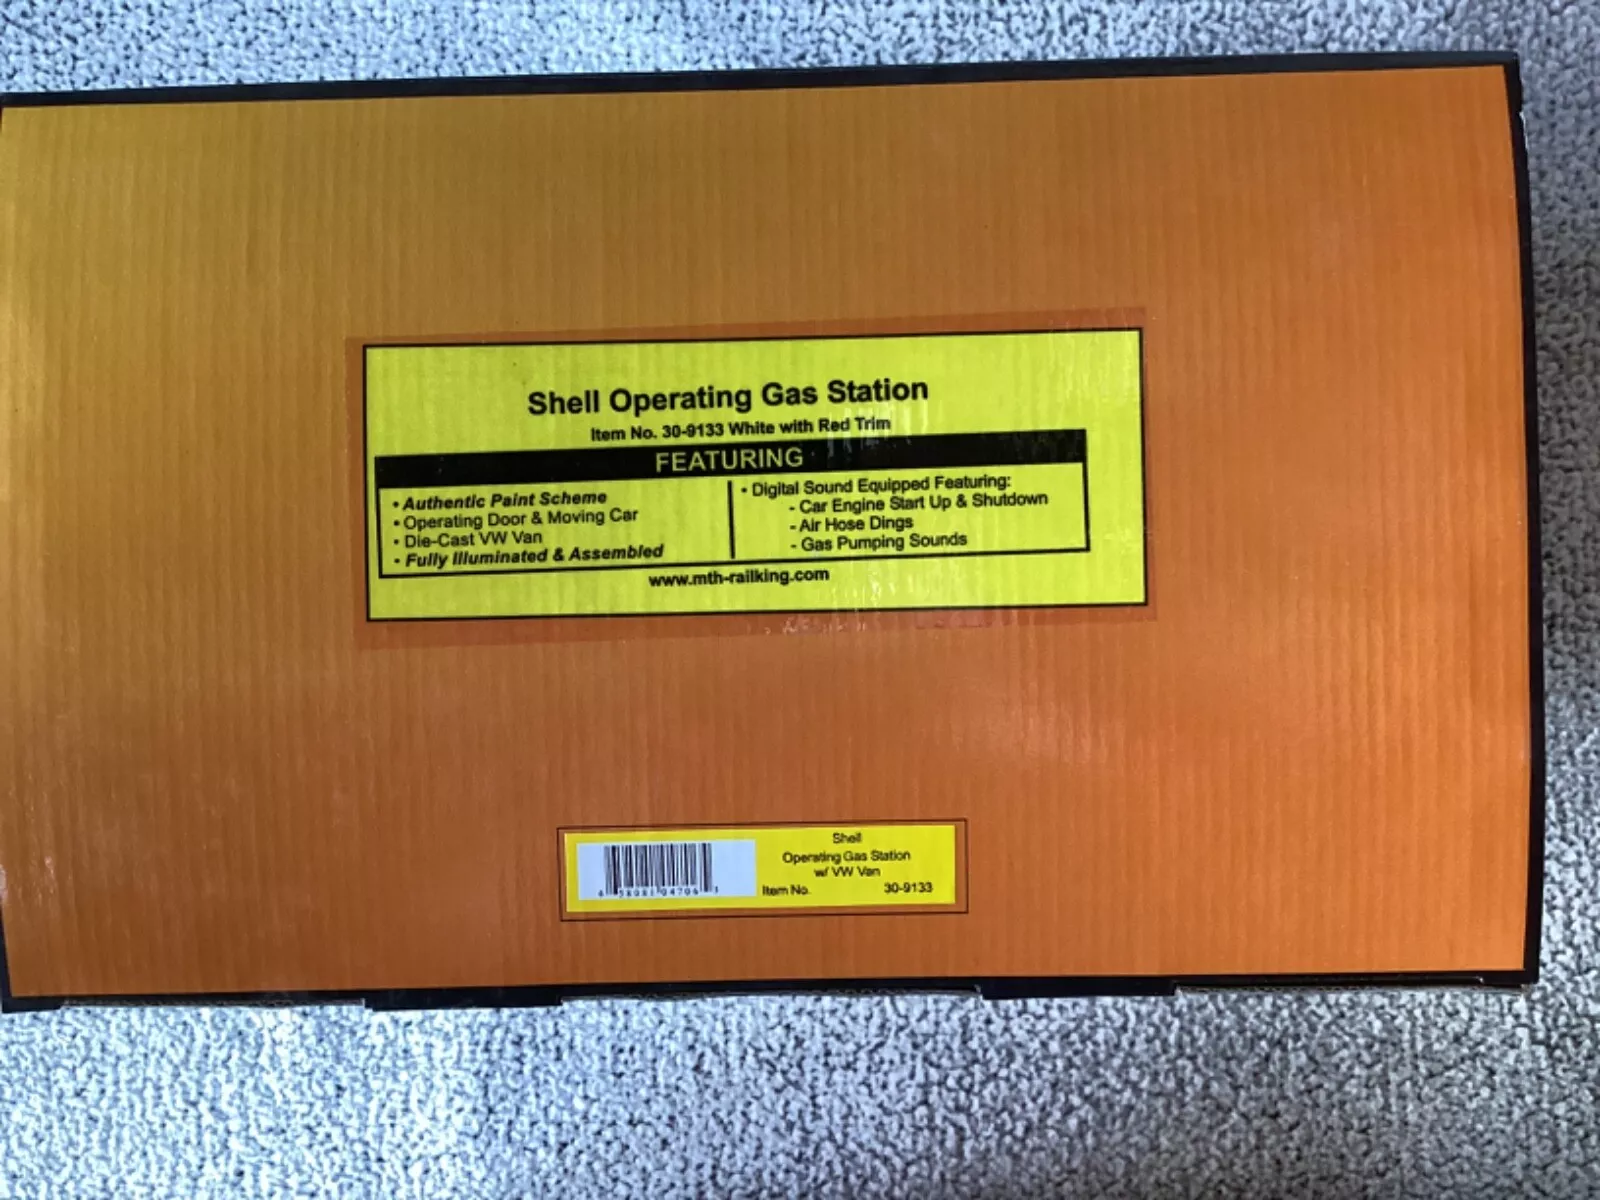 Shell Operating Gas Station
Item No. 30-9133 White with Red Trim
FEATURING
• Authentic Paint Scheme
• Operating Door & Moving Car
• Die-Cast VW Van
• Fully Illuminated & Assembled
• Digital Sound Equipped Featuring:
- Car Engine Start Up & Shutdown
- Air Hose Dings
- Gas Pumping Sounds
www.mth-railking.com
Shell
Operating Gas Station
w/ VW Van
Item No. 30-9133